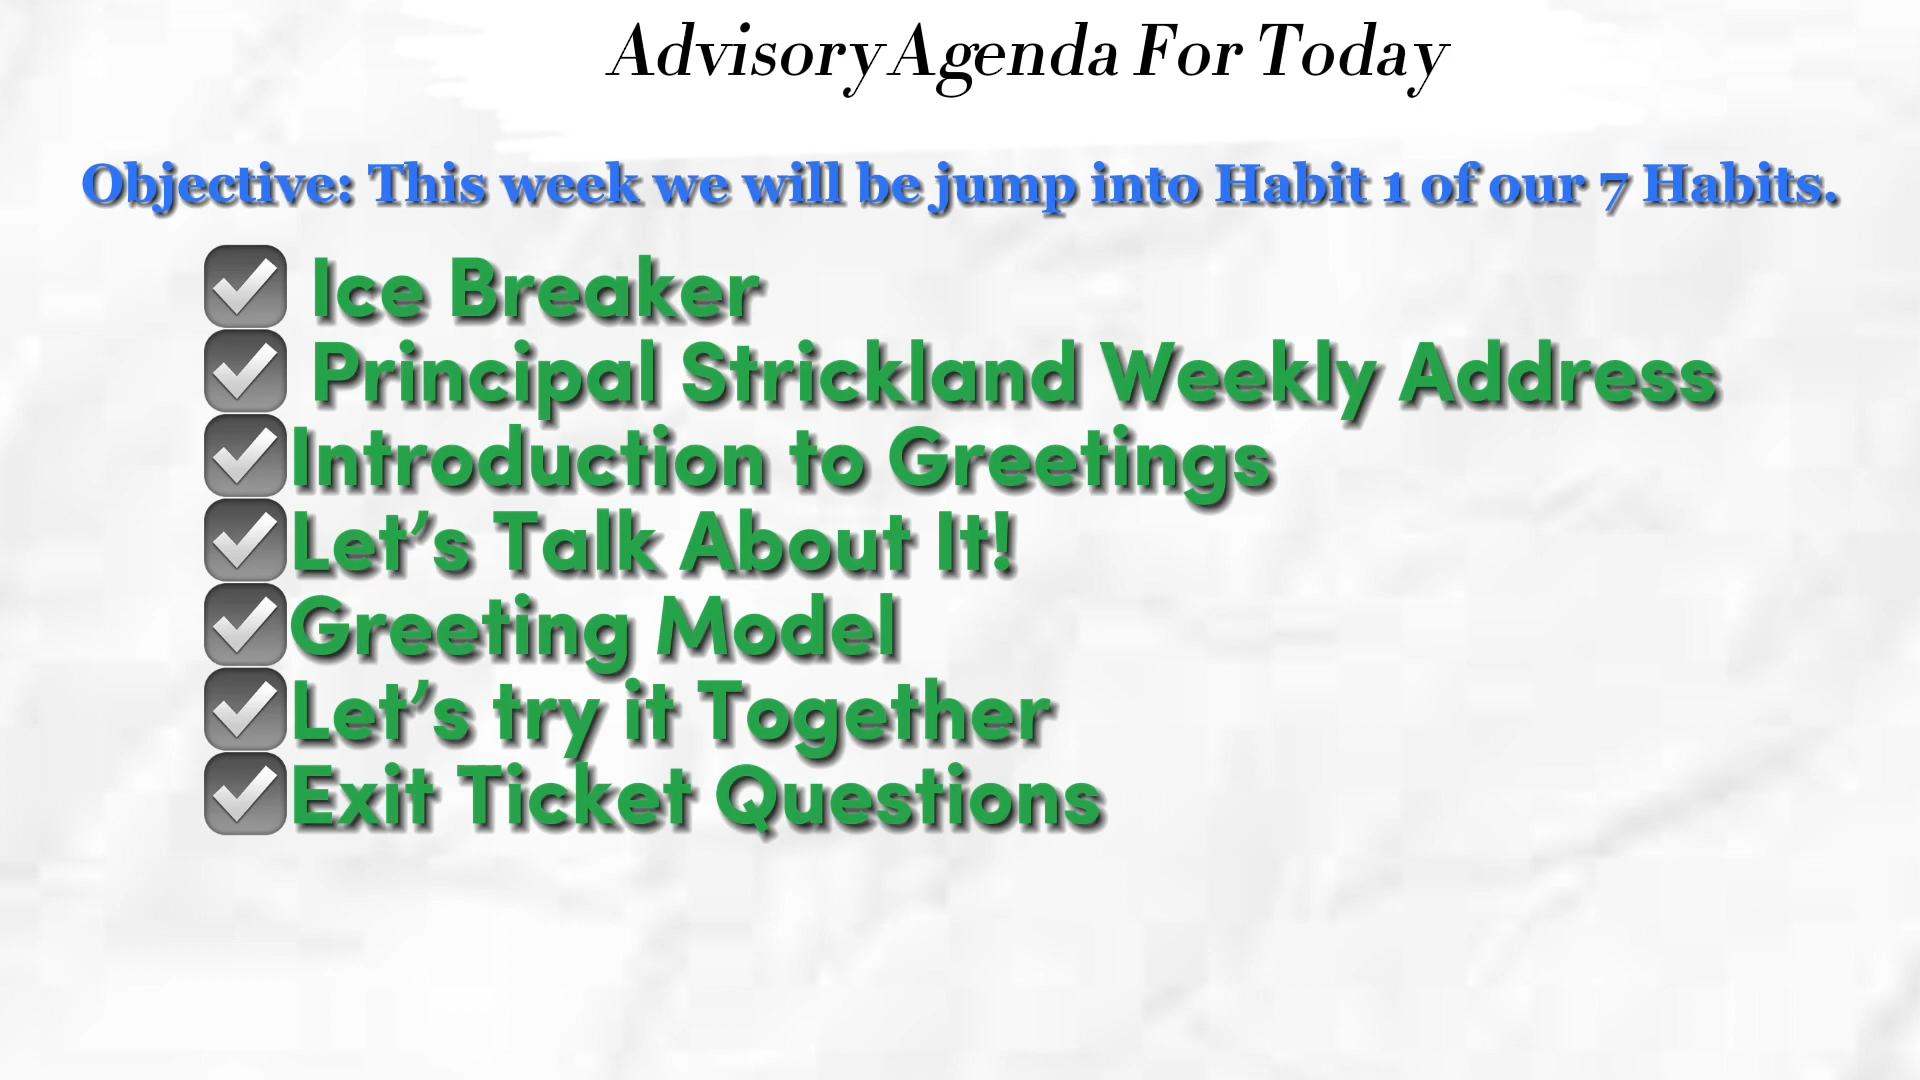 Advisory Agenda For Today
Objective: This week we will be jump into Habit 1 of our 7 Habits.
Ice Breaker
Principal Strickland Weekly Address
Introduction to Greetings
Let’s Talk About It!
Greeting Model
Let’s try it Together
Exit Ticket Questions